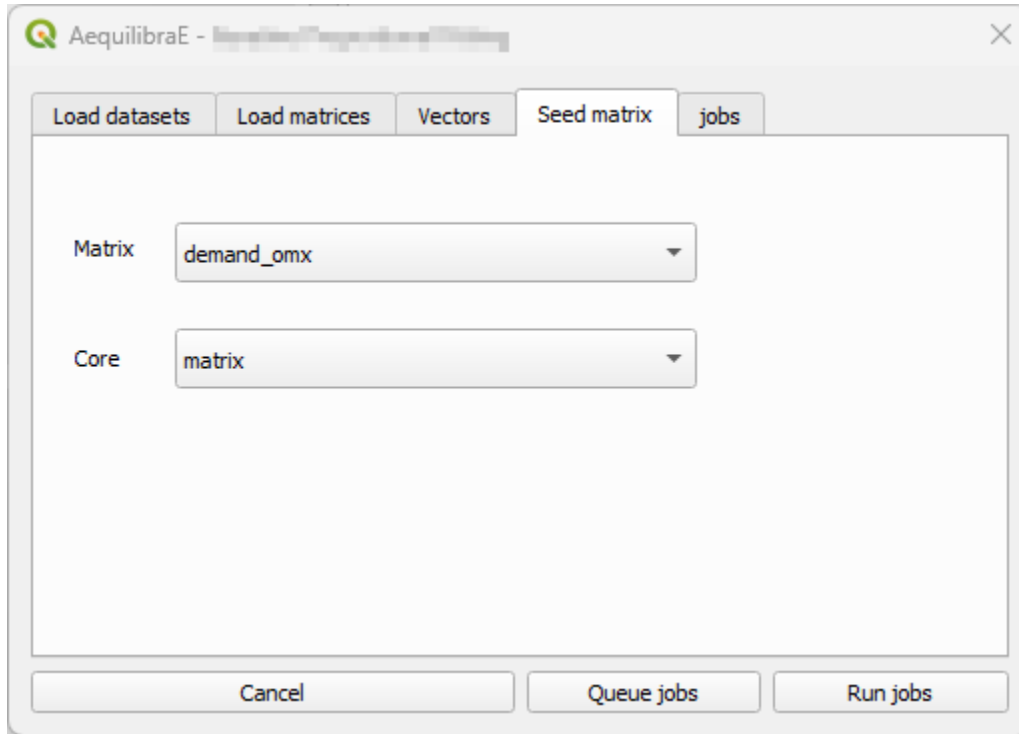 AequilibraE -
Load datasets Load matrices Vectors Seed matrix jobs
Matrix demand_omx
Core matrix
Cancel Queue jobs Run jobs